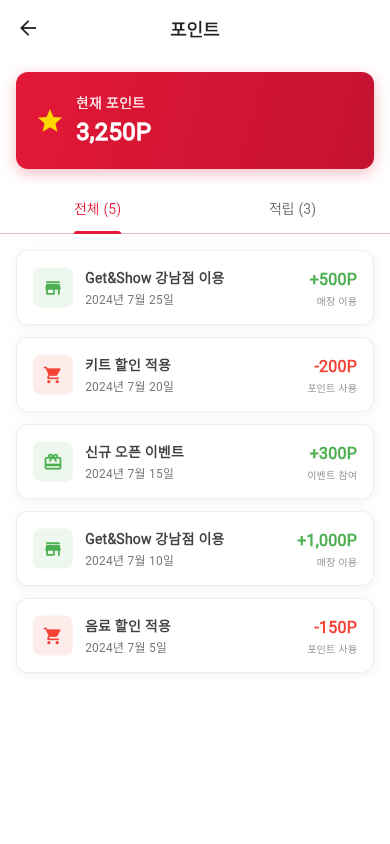 포인트
현재 포인트
3,250P
전체 (5)
적립 (3)
Get&Show 강남점 이용
2024년 7월 25일
+500P
매장 이용
키트 할인 적용
2024년 7월 20일
-200P
포인트 사용
신규 오픈 이벤트
2024년 7월 15일
+300P
이벤트 참여
Get&Show 강남점 이용
2024년 7월 10일
+1,000P
매장 이용
음료 할인 적용
2024년 7월 5일
-150P
포인트 사용